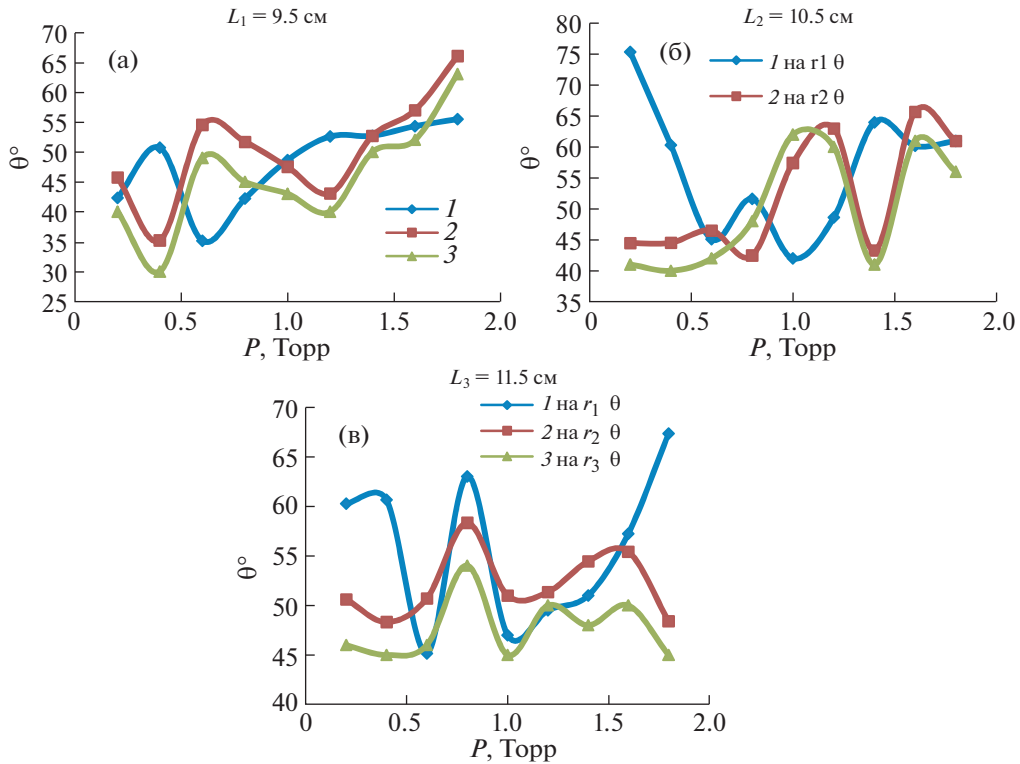 L₁ = 9.5 см
(а)
θ°
70
65
60
55
50
45
40
35
30
25
0
0.5
1.0
1.5
2.0
P, Торр
1
2
3
L₂ = 10.5 см
(б)
1 на r1 θ
2 на r2 θ
θ°
80
75
70
65
60
55
50
45
40
35
0
0.5
1.0
1.5
2.0
P, Торр
L₃ = 11.5 см
(в)
1 на r₁ θ
2 на r₂ θ
3 на r₃ θ
θ°
70
65
60
55
50
45
40
0
0.5
1.0
1.5
2.0
P, Торр